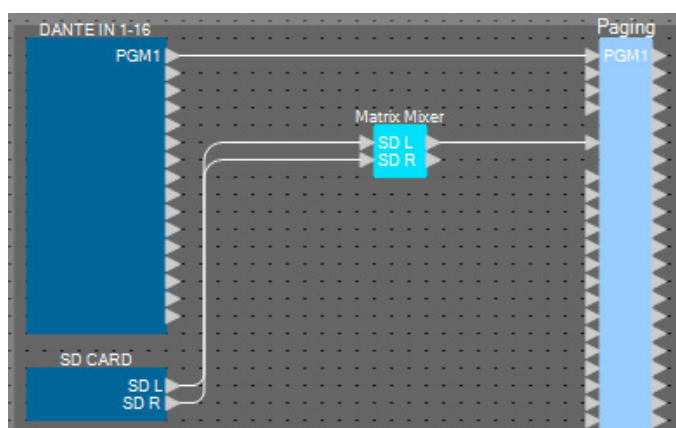 DANTE IN 1-16
PGM1
Paging
PGM1
Matrix Mixer
SD L
SD R
SD CARD
SD L
SD R